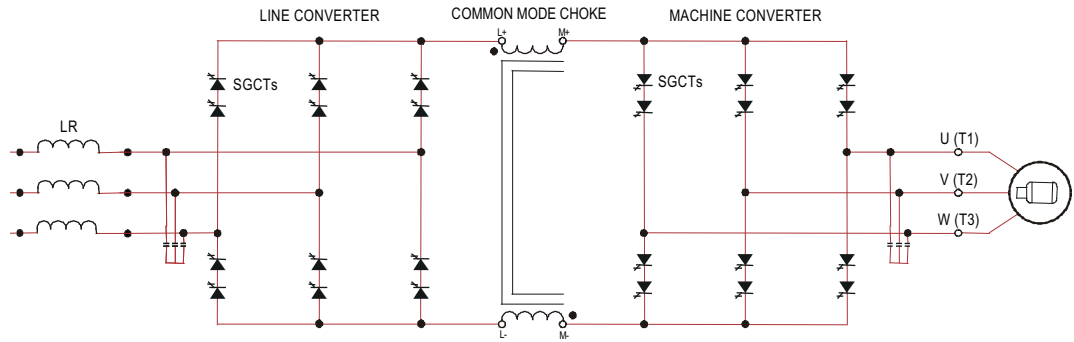 LINE CONVERTER
COMMON MODE CHOKE
MACHINE CONVERTER
L+
M+
SGCTs
SGCTs
LR
U (T1)
V (T2)
W (T3)
L-
M-